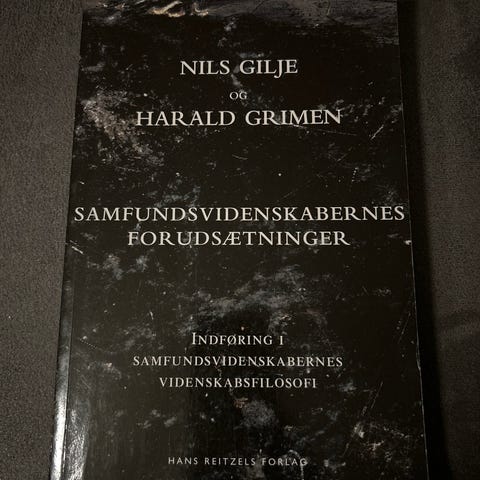 NILS GILJE
OG
HARALD GRIMEN
SAMFUNDSVIDENSKABERNES
FORUDSÆTNINGER
INDFØRING I
SAMFUNDSVIDENSKABERNES
VIDENSKABSFILOSOFI
HANS REITZELS FORLAG